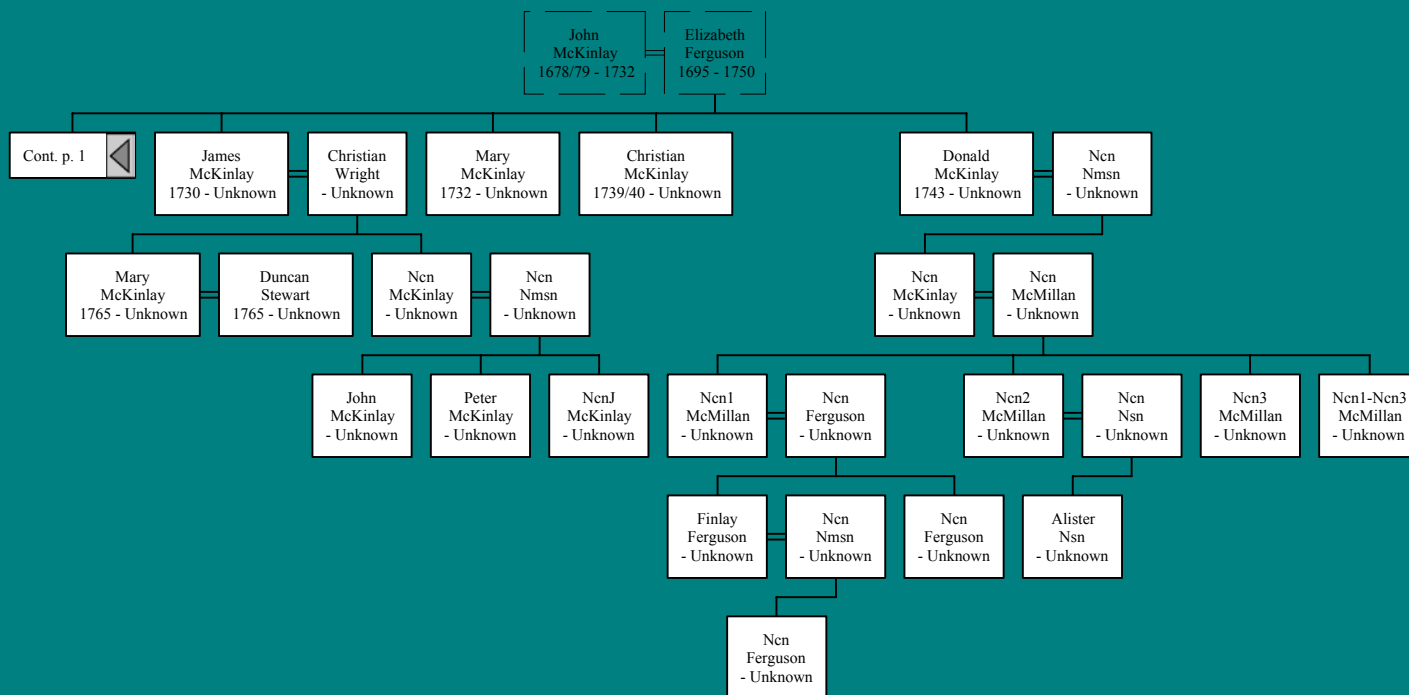 John
McKinlay
1678/79 - 1732
Elizabeth
Ferguson
1695 - 1750
Cont. p. 1
James
McKinlay
1730 - Unknown
Christian
Wright
- Unknown
Mary
McKinlay
1732 - Unknown
Christian
McKinlay
1739/40 - Unknown
Donald
McKinlay
1743 - Unknown
Ncn
Nmsn
- Unknown
Mary
McKinlay
1765 - Unknown
Duncan
Stewart
1765 - Unknown
Ncn
McKinlay
- Unknown
Ncn
Nmsn
- Unknown
Ncn
McKinlay
- Unknown
Ncn
McMillan
- Unknown
John
McKinlay
- Unknown
Peter
McKinlay
- Unknown
NcnJ
McKinlay
- Unknown
Ncn1
McMillan
- Unknown
Ncn
Ferguson
- Unknown
Ncn2
McMillan
- Unknown
Ncn
Nsn
- Unknown
Ncn3
McMillan
- Unknown
Ncn1-Ncn3
McMillan
- Unknown
Finlay
Ferguson
- Unknown
Ncn
Nmsn
- Unknown
Ncn
Ferguson
- Unknown
Alister
Nsn
- Unknown
Ncn
Ferguson
- Unknown